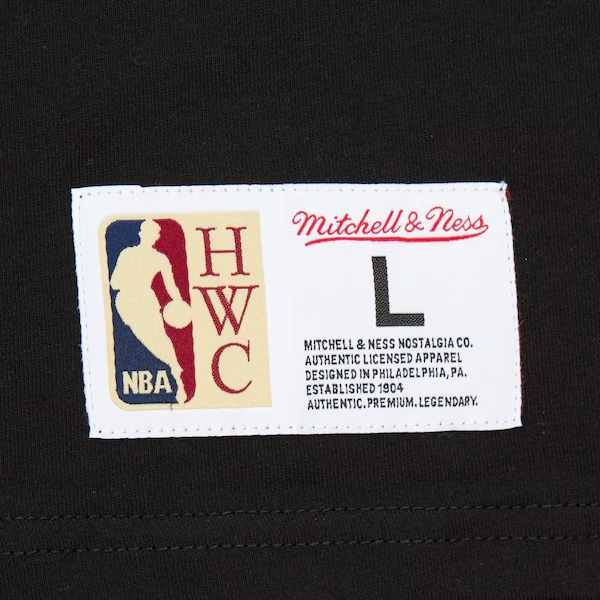 NBA
H
W
C
Mitchell & Ness
L
MITCHELL & NESS NOSTALGIA CO.
AUTHENTIC LICENSED APPAREL
DESIGNED IN PHILADELPHIA, PA.
ESTABLISHED 1904
AUTHENTIC. PREMIUM. LEGENDARY.